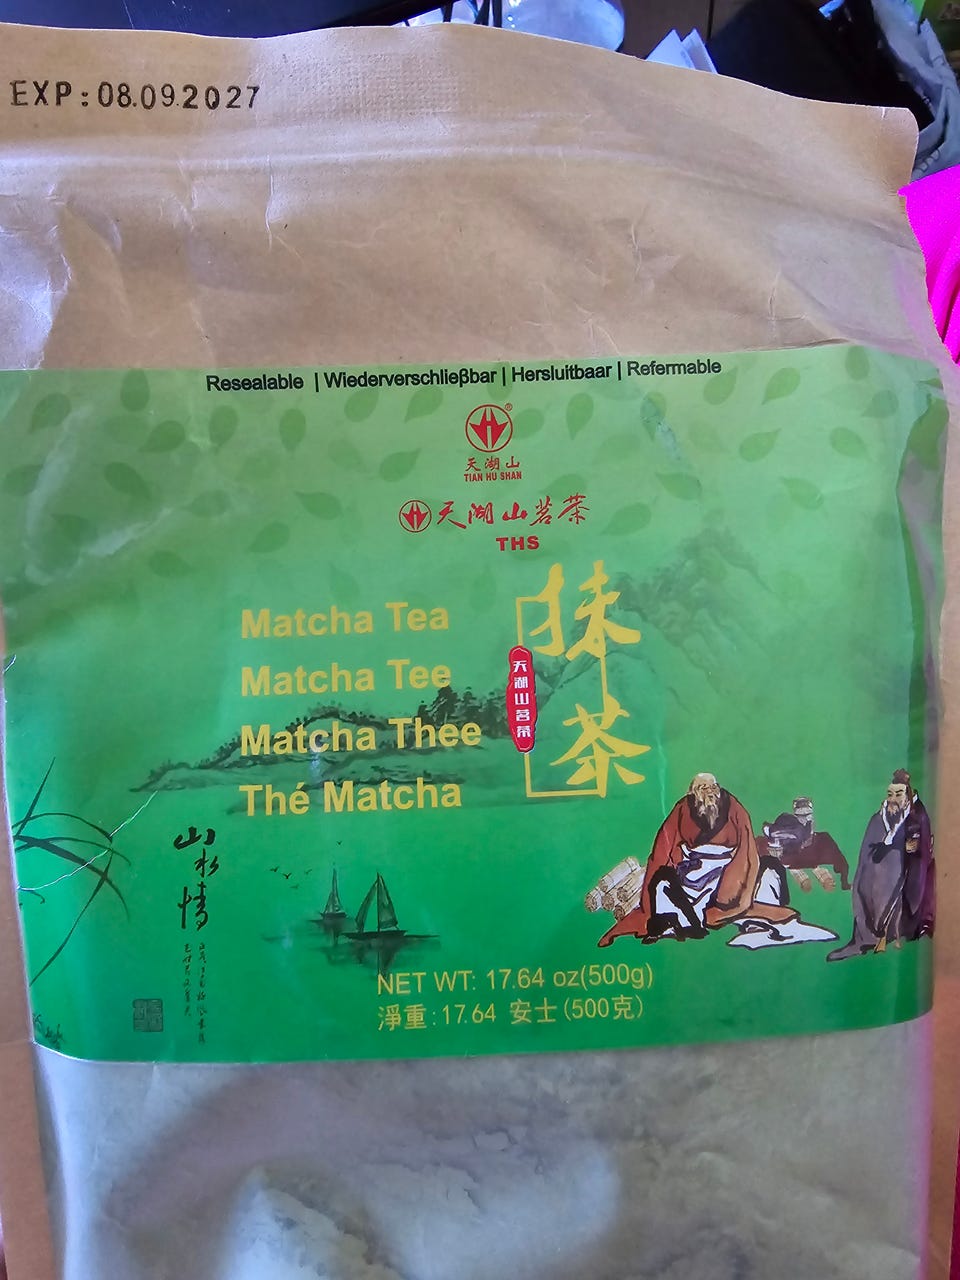 EXP:08.09.2027
Resealable | Wiederverschließbar | Hersluitbaar | Refermable
天湖山
TIAN HU SHAN
天湖山茗茶
THS
Matcha Tea
Matcha Tee
Matcha Thee
Thé Matcha
抹茶
天湖山茗茶
山水情
NET WT: 17.64 oz(500g)
淨重:17.64 安士(500克)